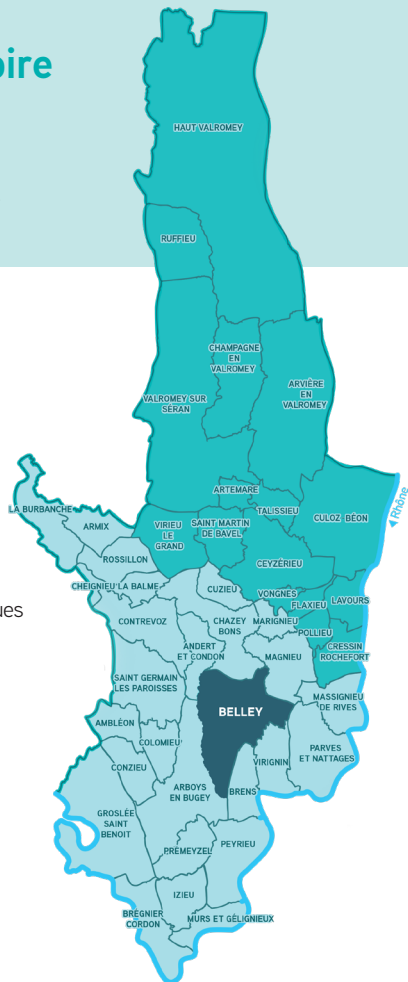 oire
HAUT VALROMEY
RUFFIEU
CHAMPAGNE
EN
VALROMEY
ARVIÈRE
EN
VALROMEY
VALROMEY SUR
SÉRAN
ARTEMARE
TALISSIEU
CULOZ-BÉON
◀Rhône
LA BURBANCHE
ARMIX
VIRIEU
LE
GRAND
SAINT MARTIN
DE BAVEL
ROSSILLON
CEYZÉRIEU
CHEIGNIEU LA BALME
CUZIEU
VONGNES
LAVOURS
FLAXIEU
ues
CONTREVOZ
CHAZEY
BONS
MARIGNIEU
POLLIEU
ANDERT
ET CONDON
MAGNIEU
CRESSIN
ROCHEFORT
SAINT GERMAIN
LES PAROISSES
MASSIGNIEU
DE RIVES
BELLEY
AMBLÉON
COLOMIEU
PARVES
ET NATTAGES
CONZIEU
VIRIGNIN
ARBOYS
EN BUGEY
BRENS
GROSLÉE
SAINT
BENOIT
PEYRIEU
PRÉMEYZEL
IZIEU
BRÉGNIER
CORDON
MURS ET GÉLIGNIEUX